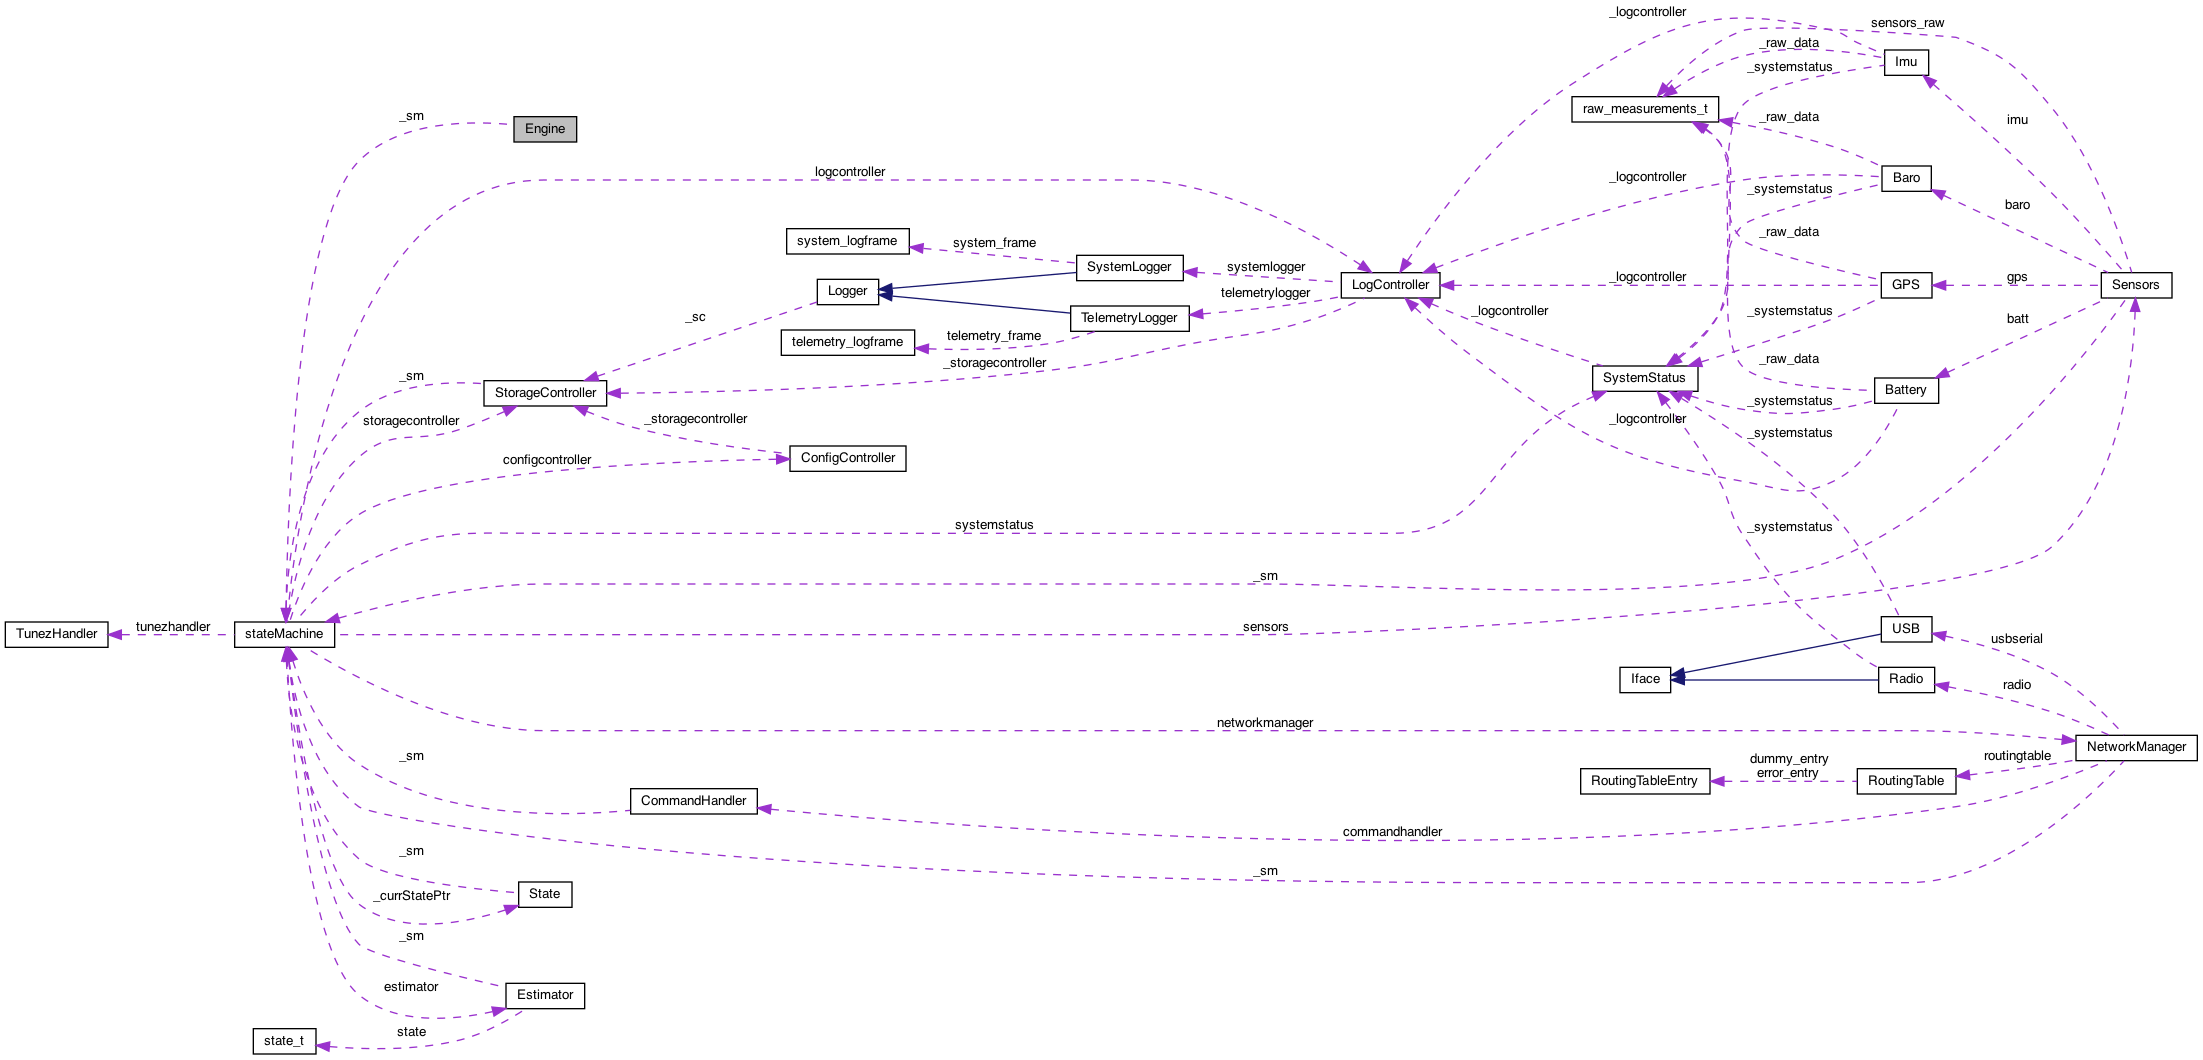 _logcontroller
sensors_raw
_raw_data
Imu
_systemstatus
raw_measurements_t
_sm
Engine
_raw_data
imu
logcontroller
_logcontroller
Baro
_systemstatus
baro
_raw_data
system_logframe
system_frame
SystemLogger
systemlogger
_logcontroller
gps
LogController
GPS
Sensors
Logger
telemetrylogger
_sc
TelemetryLogger
_logcontroller
_systemstatus
batt
telemetry_logframe
telemetry_frame
_storagecontroller
_raw_data
_sm
SystemStatus
StorageController
Battery
_systemstatus
storagecontroller
_storagecontroller
_logcontroller
_systemstatus
configcontroller
ConfigController
systemstatus
_systemstatus
_sm
TunezHandler
tunezhandler
stateMachine
sensors
USB
usbserial
Iface
Radio
radio
networkmanager
NetworkManager
_sm
dummy_entry
error_entry
routingtable
RoutingTableEntry
RoutingTable
CommandHandler
commandhandler
_sm
_sm
_currStatePtr
State
_sm
estimator
Estimator
state
state_t